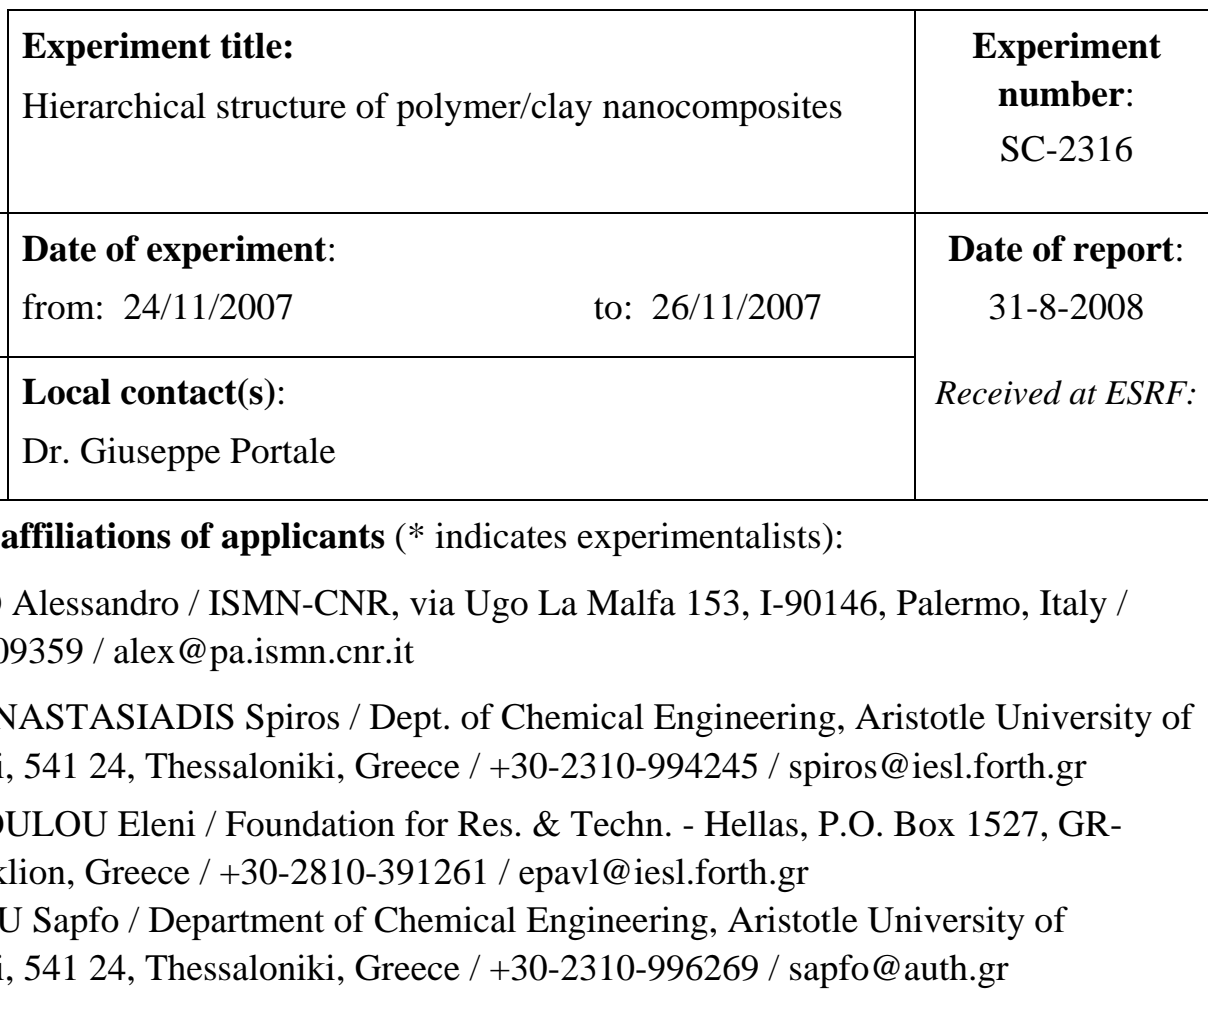 Experiment title:
Hierarchical structure of polymer/clay nanocomposites
Experiment
number:
SC-2316
Date of experiment:
from: 24/11/2007 to: 26/11/2007
Date of report:
31-8-2008
Local contact(s):
Dr. Giuseppe Portale
Received at ESRF:
affiliations of applicants (* indicates experimentalists):
Alessandro / ISMN-CNR, via Ugo La Malfa 153, I-90146, Palermo, Italy /
09359 / alex@pa.ismn.cnr.it
NASTASIADIS Spiros / Dept. of Chemical Engineering, Aristotle University of
i, 541 24, Thessaloniki, Greece / +30-2310-994245 / spiros@iesl.forth.gr
OULOU Eleni / Foundation for Res. & Techn. - Hellas, P.O. Box 1527, GR-
klion, Greece / +30-2810-391261 / epavl@iesl.forth.gr
U Sapfo / Department of Chemical Engineering, Aristotle University of
i, 541 24, Thessaloniki, Greece / +30-2310-996269 / sapfo@auth.gr